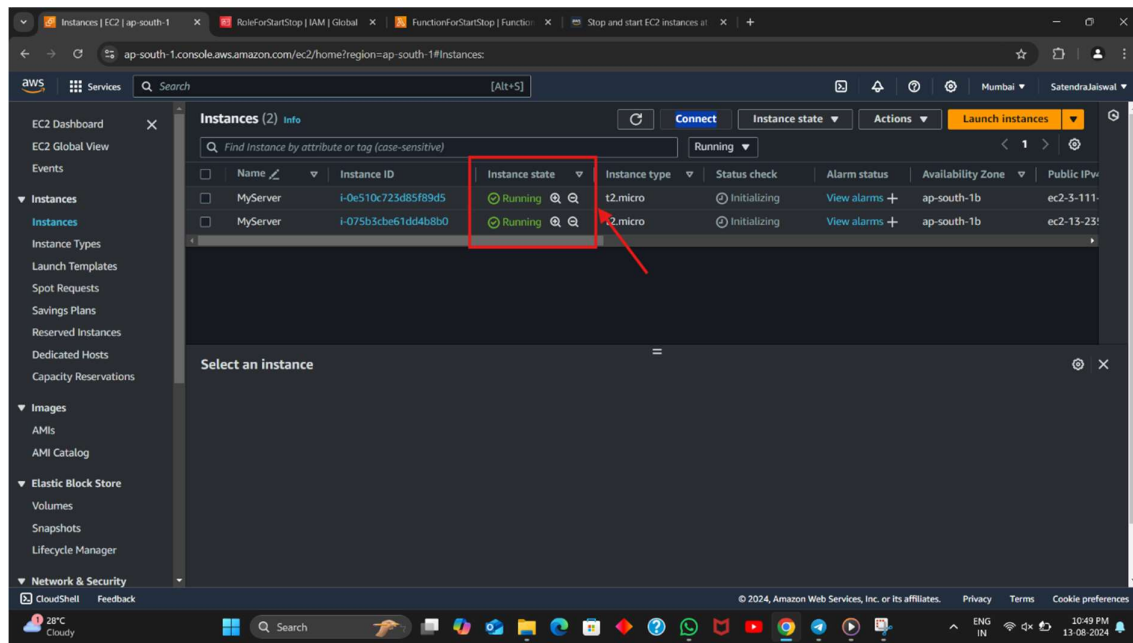 Instances | EC2 | ap-south-1
RoleForStartStop | IAM | Global
FunctionForStartStop | Function
Stop and start EC2 instances at
ap-south-1.console.aws.amazon.com/ec2/home?region=ap-south-1#Instances:
aws Services Search [Alt+S] Mumbai SatendraJaiswal
EC2 Dashboard
EC2 Global View
Events
Instances
Instances
Instance Types
Launch Templates
Spot Requests
Savings Plans
Reserved Instances
Dedicated Hosts
Capacity Reservations
Images
AMIs
AMI Catalog
Elastic Block Store
Volumes
Snapshots
Lifecycle Manager
Network & Security
Instances (2) Info Connect Instance state Actions Launch instances
Find Instance by attribute or tag (case-sensitive) Running 1
Name Instance ID Instance state Instance type Status check Alarm status Availability Zone Public IPv
MyServer i-0e510c723d85f89d5 Running t2.micro Initializing View alarms + ap-south-1b ec2-3-111-
MyServer i-075b3cbe61dd4b8b0 Running t2.micro Initializing View alarms + ap-south-1b ec2-13-23
Select an instance
CloudShell Feedback © 2024, Amazon Web Services, Inc. or its affiliates. Privacy Terms Cookie preferences
28°C
Cloudy
Search
ENG
IN
10:49 PM
13-08-2024